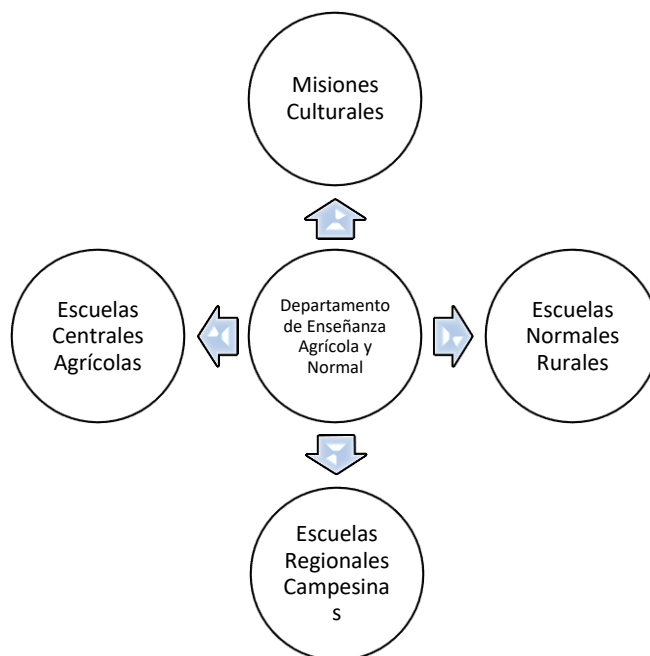 Misiones
Culturales
Escuelas
Centrales
Agrícolas
Departamento
de Enseñanza
Agrícola y
Normal
Escuelas
Normales
Rurales
Escuelas
Regionales
Campesina
s